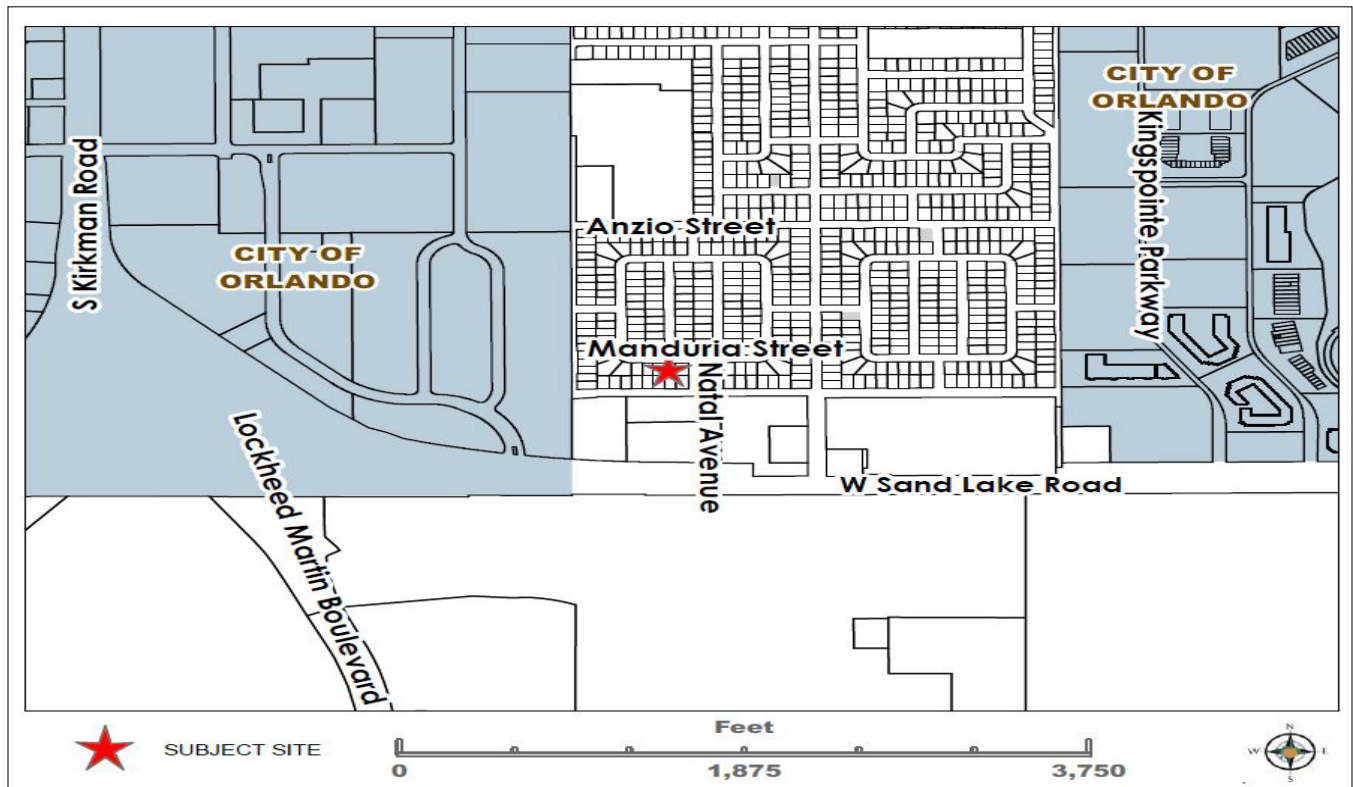 CITY OF
ORLANDO
CITY OF
ORLANDO
S Kirkman Road
Kingspointe Parkway
Anzio Street
Manduria Street
Natal Avenue
Lockheed Martin Boulevard
W Sand Lake Road
SUBJECT SITE
Feet
0 1,875 3,750
N
W E
S